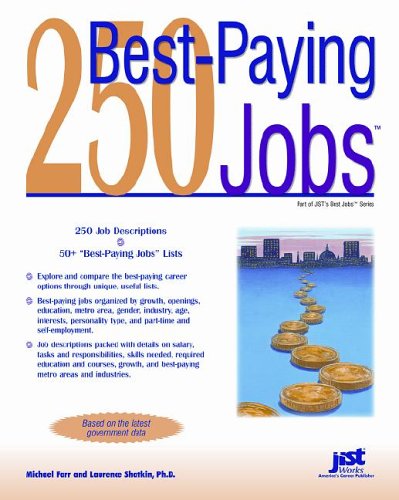 250 Best-Paying
Jobs™
Part of JIST's Best Jobs™ Series
250 Job Descriptions
50+ "Best-Paying Jobs" Lists
Explore and compare the best-paying career
options through unique, useful lists.
Best-paying jobs organized by growth, openings,
education, metro area, gender, industry, age,
interests, personality type, and part-time and
self-employment.
Job descriptions packed with details on salary,
tasks and responsibilities, skills needed, required
education and courses, growth, and best-paying
metro areas and industries.
Based on the latest
government data
Michael Farr and Laurence Shatkin, Ph.D.
jist
Works
America's Career Publisher